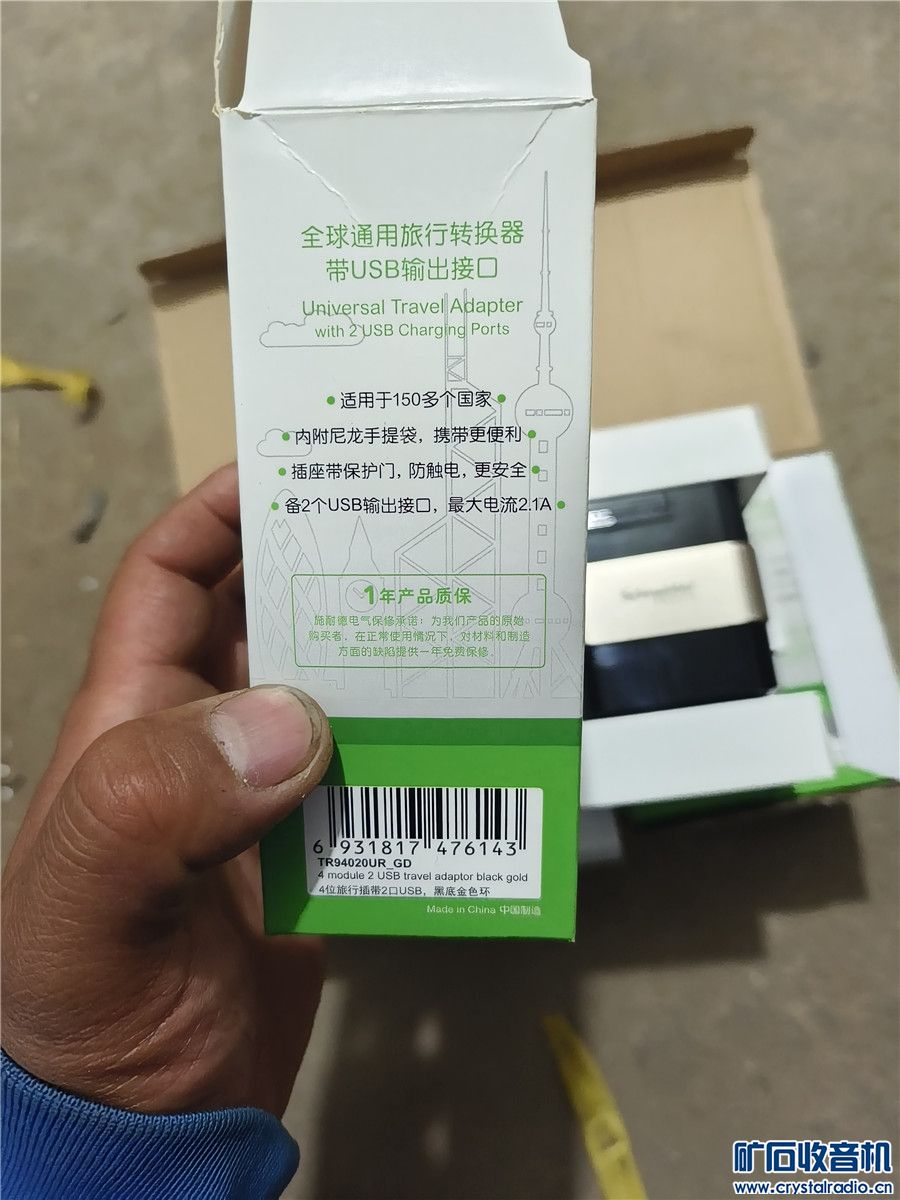 全球通用旅行转换器
带USB输出接口
Universal Travel Adapter
with 2 USB Charging Ports
适用于150多个国家
内附尼龙手提袋，携带更便利
插座带保护门，防触电，更安全
备2个USB输出接口，最大电流2.1A
1年产品质保
施耐德电气保修承诺：为我们产品的原始
购买者，在正常使用情况下，对材料和制造
方面的缺陷提供一年免费保修。
6 931817 476143
TR94020UR_GD
4 module 2 USB travel adaptor black gold
4位旅行插带2口USB，黑底金色环
Made in China 中国制造
Schneider
矿石收音机
www.crystalradio.cn